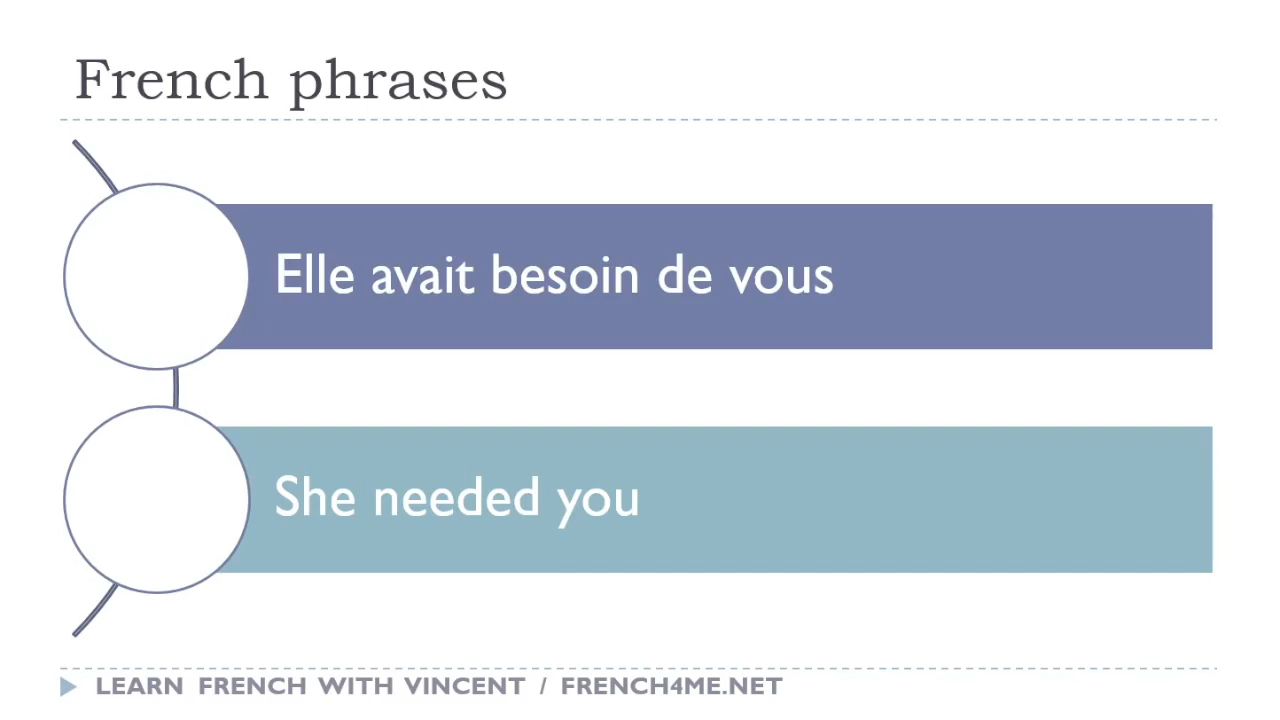 French phrases
Elle avait besoin de vous
She needed you
LEARN FRENCH WITH VINCENT / FRENCH4ME.NET